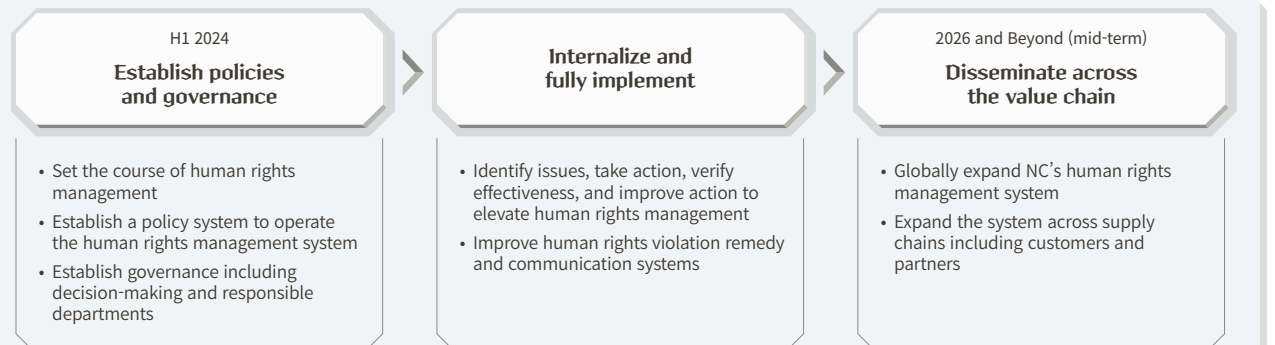 H1 2024
Establish policies
and governance
• Set the course of human rights
management
• Establish a policy system to operate
the human rights management system
• Establish governance including
decision-making and responsible
departments
Internalize and
fully implement
• Identify issues, take action, verify
effectiveness, and improve action to
elevate human rights management
• Improve human rights violation remedy
and communication systems
2026 and Beyond (mid-term)
Disseminate across
the value chain
• Globally expand NC's human rights
management system
• Expand the system across supply
chains including customers and
partners